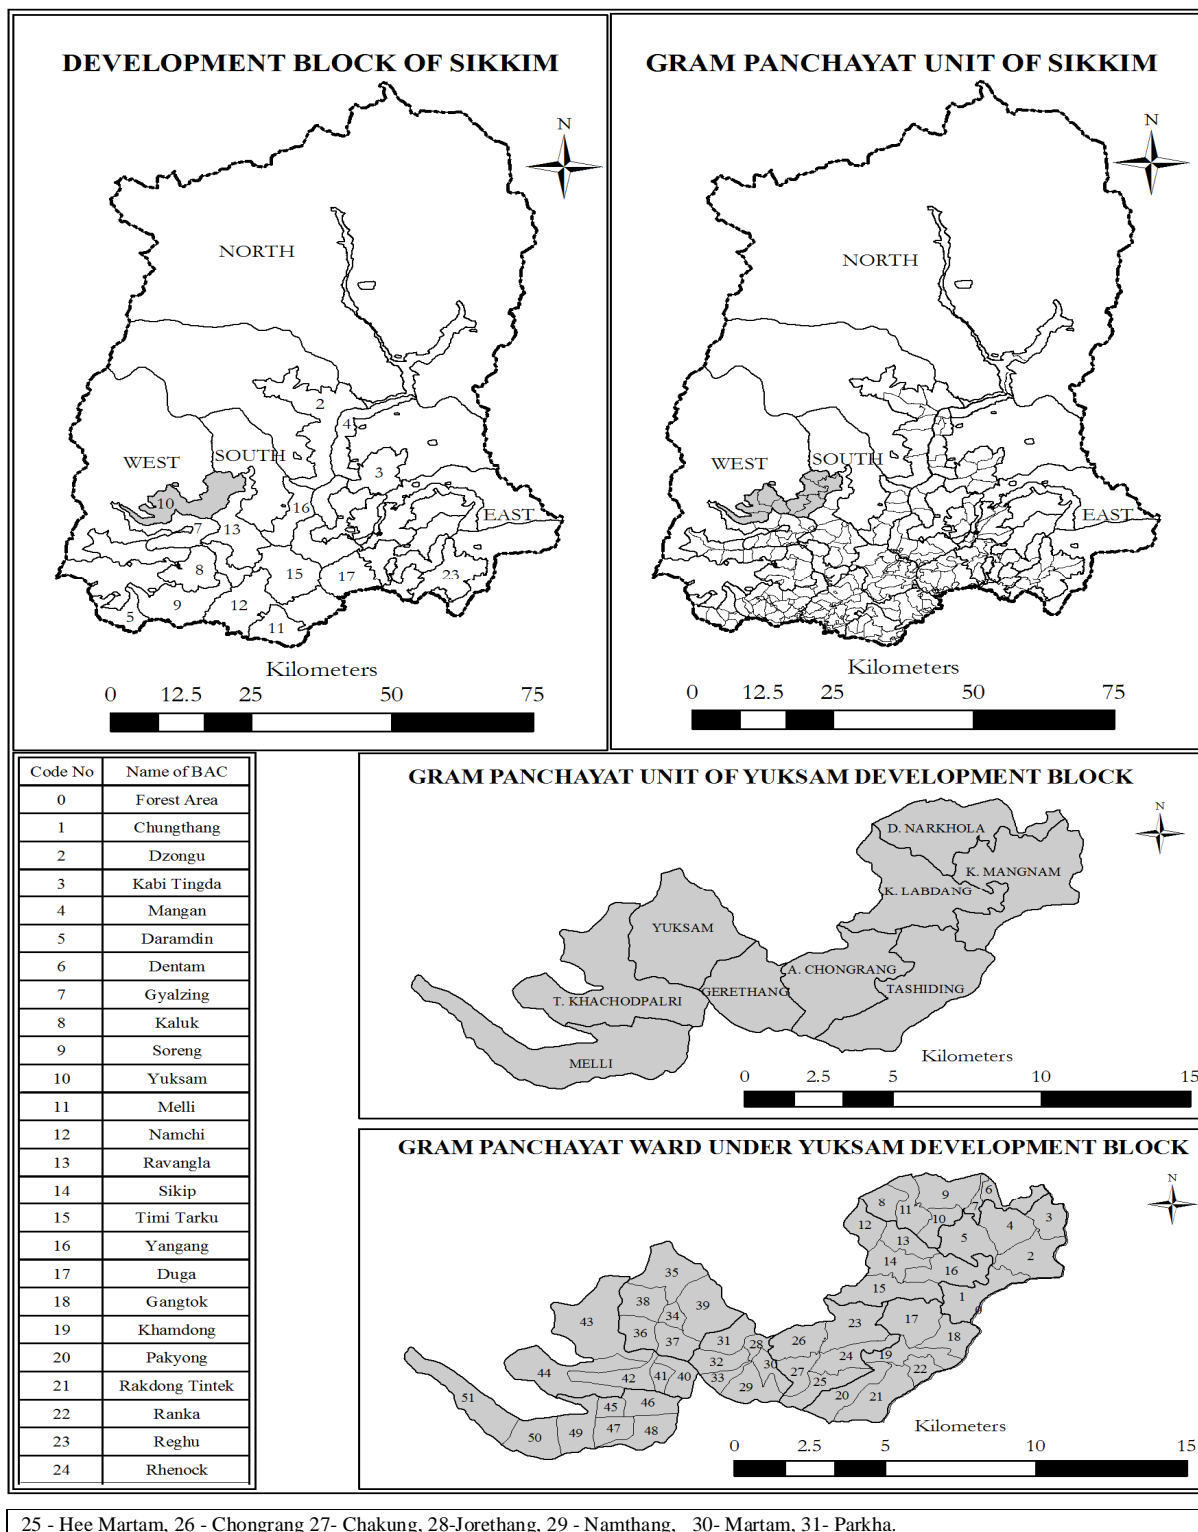 DEVELOPMENT BLOCK OF SIKKIM
N
NORTH
2
4
WEST
SOUTH
3
10
16
7
13
EAST
8
15
17
23
9
12
5
11
Kilometers
0 12.5 25 50 75
GRAM PANCHAYAT UNIT OF SIKKIM
N
NORTH
WEST
SOUTH
EAST
Kilometers
0 12.5 25 50 75
Code No Name of BAC
0 Forest Area
1 Chungthang
2 Dzongu
3 Kabi Tingda
4 Mangan
5 Daramdin
6 Dentam
7 Gyalzing
8 Kaluk
9 Soreng
10 Yuksam
11 Melli
12 Namchi
13 Ravangla
14 Sikip
15 Timi Tarku
16 Yangang
17 Duga
18 Gangtok
19 Khamdong
20 Pakyong
21 Rakdong Tintek
22 Ranka
23 Reghu
24 Rhenock
GRAM PANCHAYAT UNIT OF YUKSAM DEVELOPMENT BLOCK
N
D. NARKHOLA
K. MANGNAM
K. LABDANG
YUKSAM
A. CHONGRANG
GERETHANG
TASHIDING
T. KHACHODPALRI
MELLI
Kilometers
0 2.5 5 10 15
GRAM PANCHAYAT WARD UNDER YUKSAM DEVELOPMENT BLOCK
N
6
9
8
7
11
10
3
12
4
13
5
2
14
16
15
1
0
35
38
39
34
43
23
17
36
37
31
28
26
18
24
19
32
30
44
42
41
40
33
27
22
25
29
20
21
51
45
46
50
49
47
48
Kilometers
0 2.5 5 10 15
25 - Hee Martam, 26 - Chongrang 27- Chakung, 28-Jorethang, 29 - Namthang, 30- Martam, 31- Parkha.